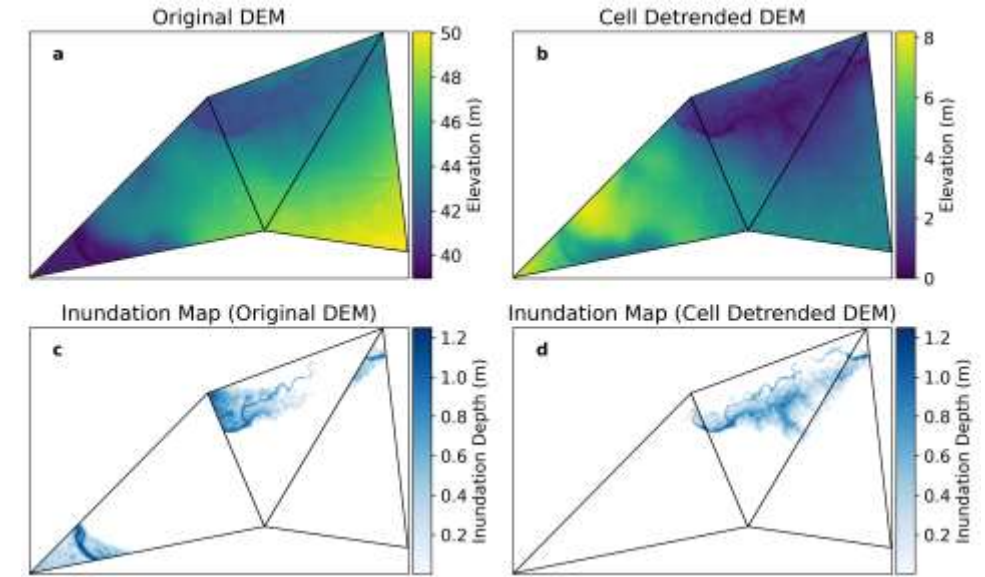 Original DEM
Cell Detrended DEM
a
50
48
46
44
42
40
Elevation (m)
b
8
6
4
2
0
Elevation (m)
Inundation Map (Original DEM)
Inundation Map (Cell Detrended DEM)
c
1.2
1.0
0.8
0.6
0.4
0.2
Inundation Depth (m)
d
1.2
1.0
0.8
0.6
0.4
0.2
Inundation Depth (m)